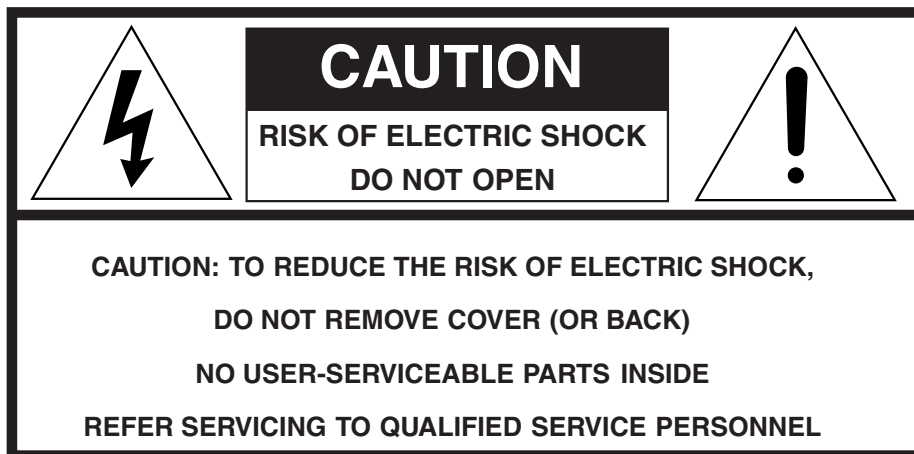 CAUTION
RISK OF ELECTRIC SHOCK
DO NOT OPEN
CAUTION: TO REDUCE THE RISK OF ELECTRIC SHOCK,
DO NOT REMOVE COVER (OR BACK)
NO USER-SERVICEABLE PARTS INSIDE
REFER SERVICING TO QUALIFIED SERVICE PERSONNEL